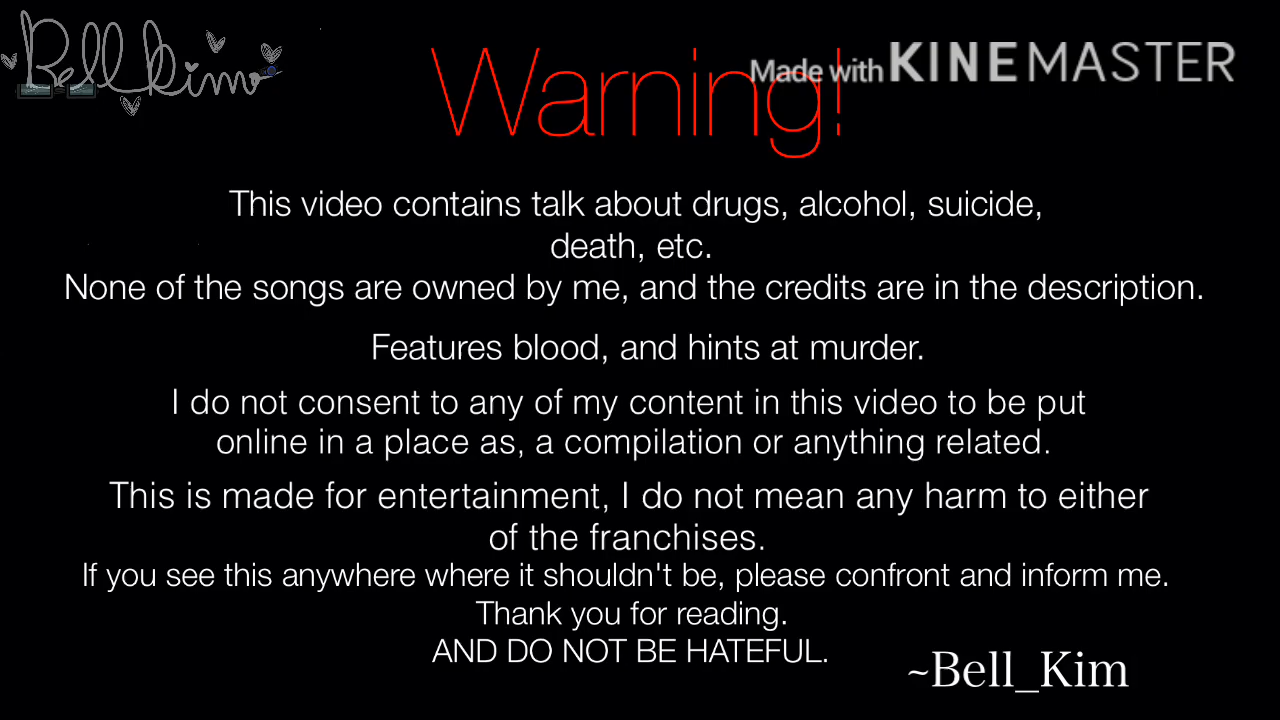 Bell kim
Warning!
Made with KINEMASTER
This video contains talk about drugs, alcohol, suicide,
death, etc.
None of the songs are owned by me, and the credits are in the description.
Features blood, and hints at murder.
I do not consent to any of my content in this video to be put
online in a place as, a compilation or anything related.
This is made for entertainment, I do not mean any harm to either
of the franchises.
If you see this anywhere where it shouldn't be, please confront and inform me.
Thank you for reading.
AND DO NOT BE HATEFUL.
~Bell_Kim